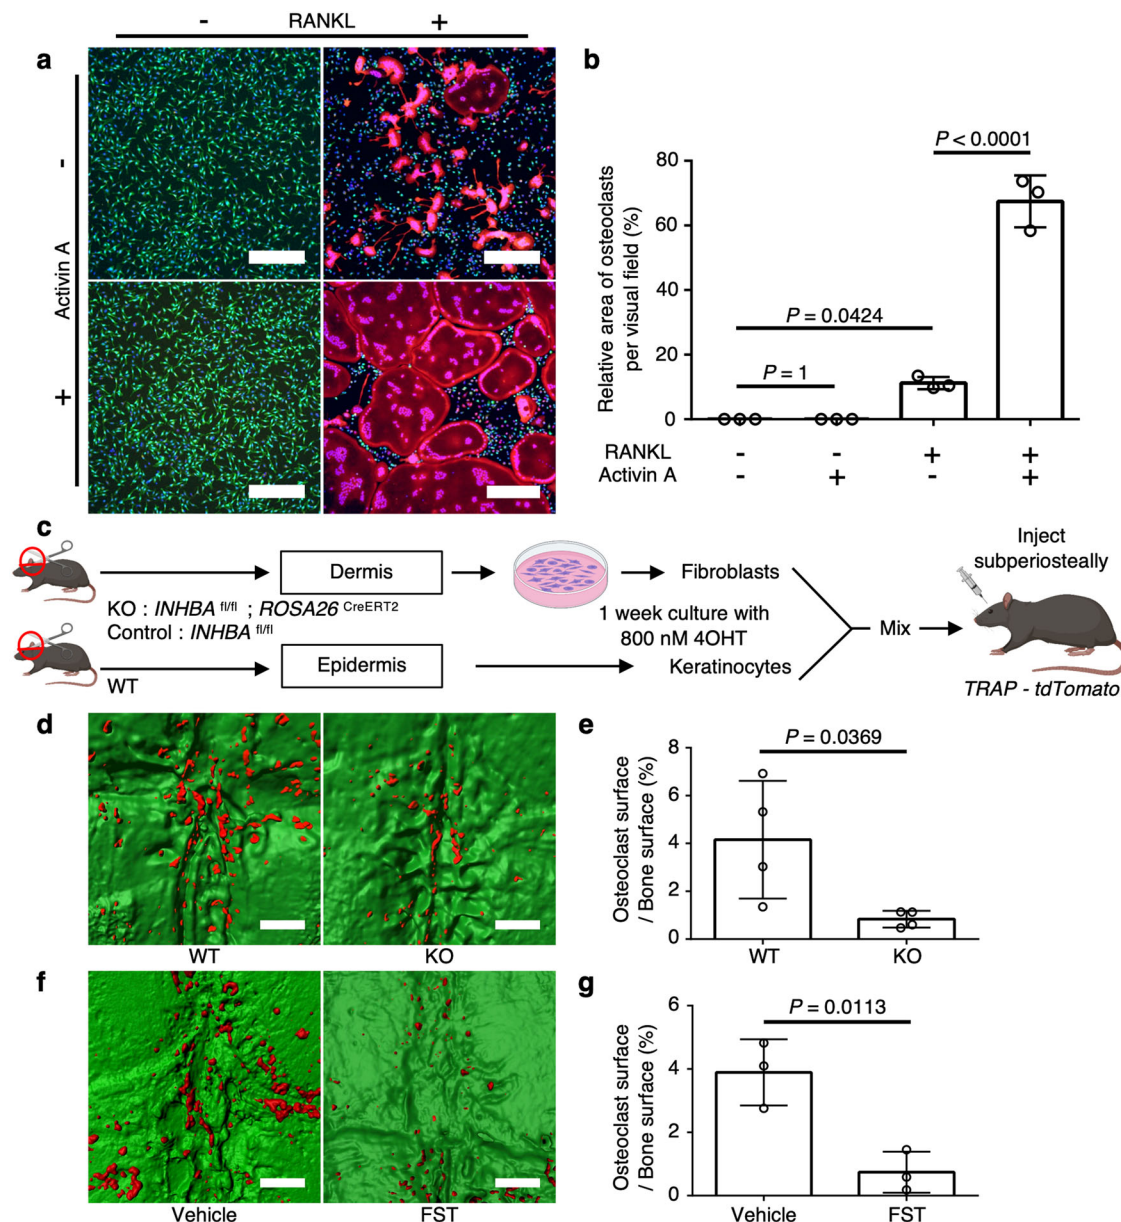 - RANKL +
a
Activin A
-
+
b
P < 0.0001
Relative area of osteoclasts
per visual field (%)
80
60
40
20
0
P = 0.0424
P = 1
RANKL - - + +
Activin A - + - +
c
Dermis
Fibroblasts
Inject
subperiosteally
KO : INHBA fl/fl ; ROSA26 CreERT2
Control : INHBA fl/fl
1 week culture with
800 nM 4OHT
Mix
Epidermis
Keratinocytes
WT
TRAP - tdTomato
d
WT
KO
e
P = 0.0369
Osteoclast surface
/ Bone surface (%)
8
6
4
2
0
WT
KO
f
Vehicle
FST
g
P = 0.0113
Osteoclast surface
/ Bone surface (%)
6
4
2
0
Vehicle
FST